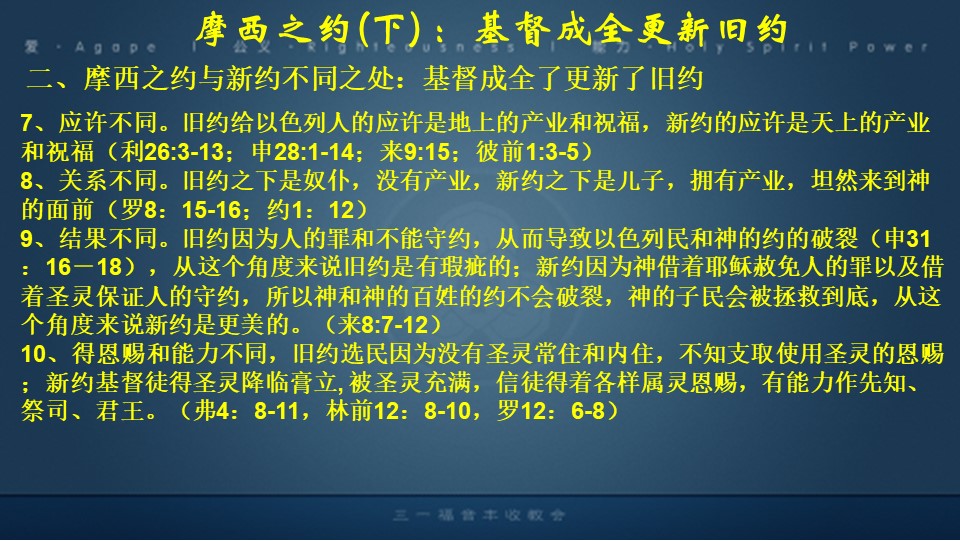 摩西之约(下)：基督成全更新旧约
爱 · Agape | 公义 · Righteousness | 能力 · Holy Spirit Power
二、摩西之约与新约不同之处：基督成全了更新了旧约
7、应许不同。旧约给以色列人的应许是地上的产业和祝福，新约的应许是天上的产业
和祝福（利26:3-13；申28:1-14；来9:15；彼前1:3-5）
8、关系不同。旧约之下是奴仆，没有产业，新约之下是儿子，拥有产业，坦然来到神
的面前（罗8：15-16；约1：12）
9、结果不同。旧约因为人的罪和不能守约，从而导致以色列民和神的约的破裂（申31
：16－18），从这个角度来说旧约是有瑕疵的；新约因为神借着耶稣赦免人的罪以及借
着圣灵保证人的守约，所以神和神的百姓的约不会破裂，神的子民会被拯救到底，从这
个角度来说新约是更美的。（来8:7-12）
10、得恩赐和能力不同，旧约选民因为没有圣灵常住和内住，不知支取使用圣灵的恩赐
；新约基督徒得圣灵降临膏立,被圣灵充满，信徒得着各样属灵恩赐，有能力作先知、
祭司、君王。（弗4：8-11，林前12：8-10，罗12：6-8）
三一福音丰收教会